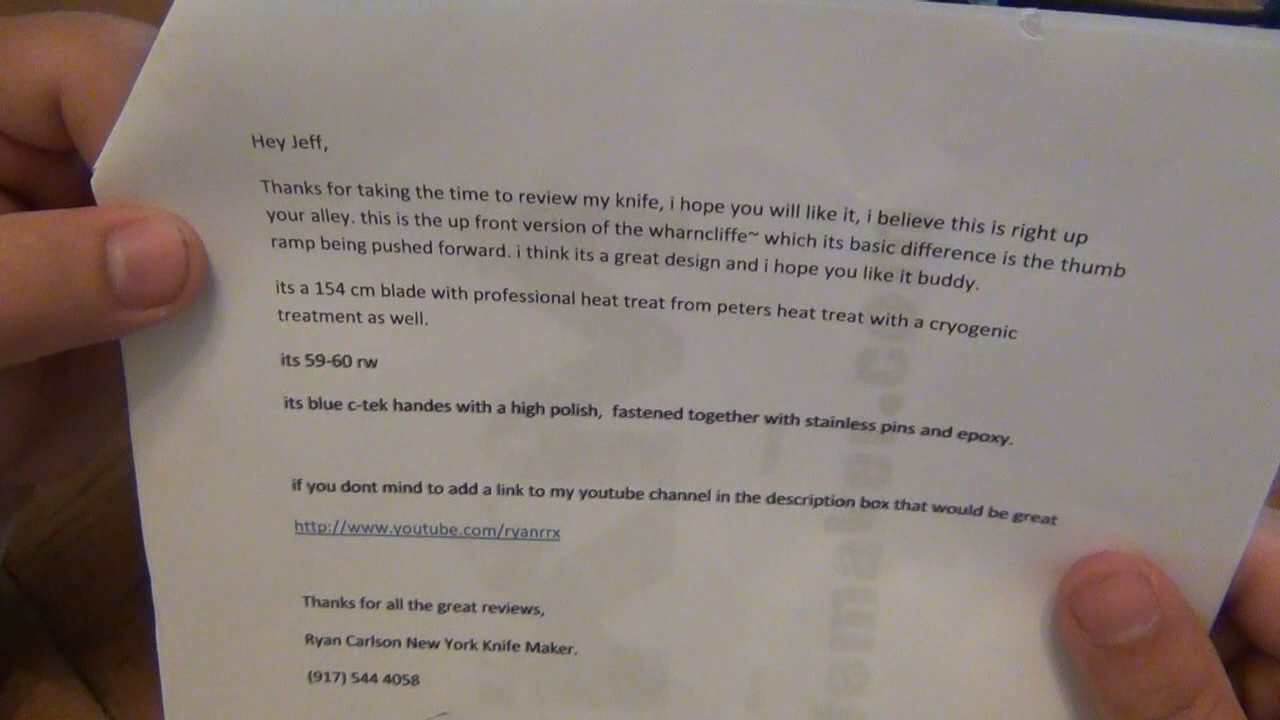 Hey Jeff,
Thanks for taking the time to review my knife, i hope you will like it, i believe this is right up
your alley. this is the up front version of the wharncliffe~ which its basic difference is the thumb
ramp being pushed forward. i think its a great design and i hope you like it buddy.
its a 154 cm blade with professional heat treat from peters heat treat with a cryogenic
treatment as well.
its 59-60 rw
its blue c-tek handes with a high polish,  fastened together with stainless pins and epoxy.
if you dont mind to add a link to my youtube channel in the description box that would be great
http://www.youtube.com/ryanrrx
Thanks for all the great reviews,
Ryan Carlson New York Knife Maker.
(917) 544 4058